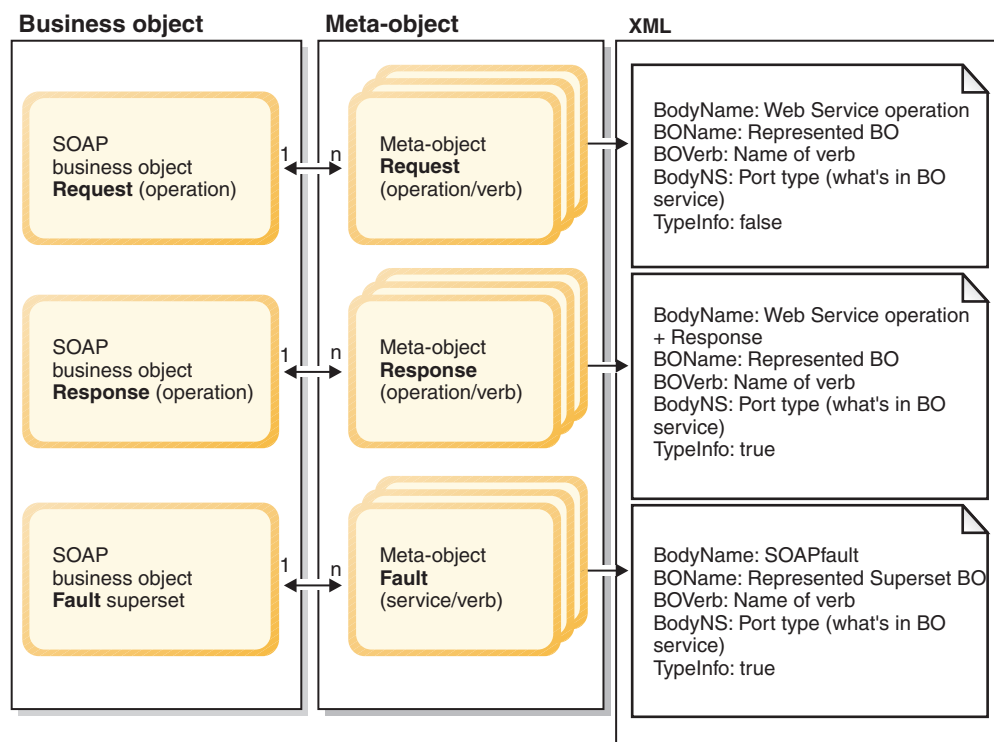 Business object
Meta-object
XML
SOAP
business object
Request (operation)
1
n
Meta-object
Request
(operation/verb)
BodyName: Web Service operation
BOName: Represented BO
BOVerb: Name of verb
BodyNS: Port type (what's in BO
service)
TypeInfo: false
SOAP
business object
Response (operation)
1
n
Meta-object
Response
(operation/verb)
BodyName: Web Service operation
+ Response
BOName: Represented BO
BOVerb: Name of verb
BodyNS: Port type (what's in BO
service)
TypeInfo: true
SOAP
business object
Fault superset
1
n
Meta-object
Fault
(service/verb)
BodyName: SOAPfault
BOName: Represented Superset BO
BOVerb: Name of verb
BodyNS: Port type (what's in BO
service)
TypeInfo: true